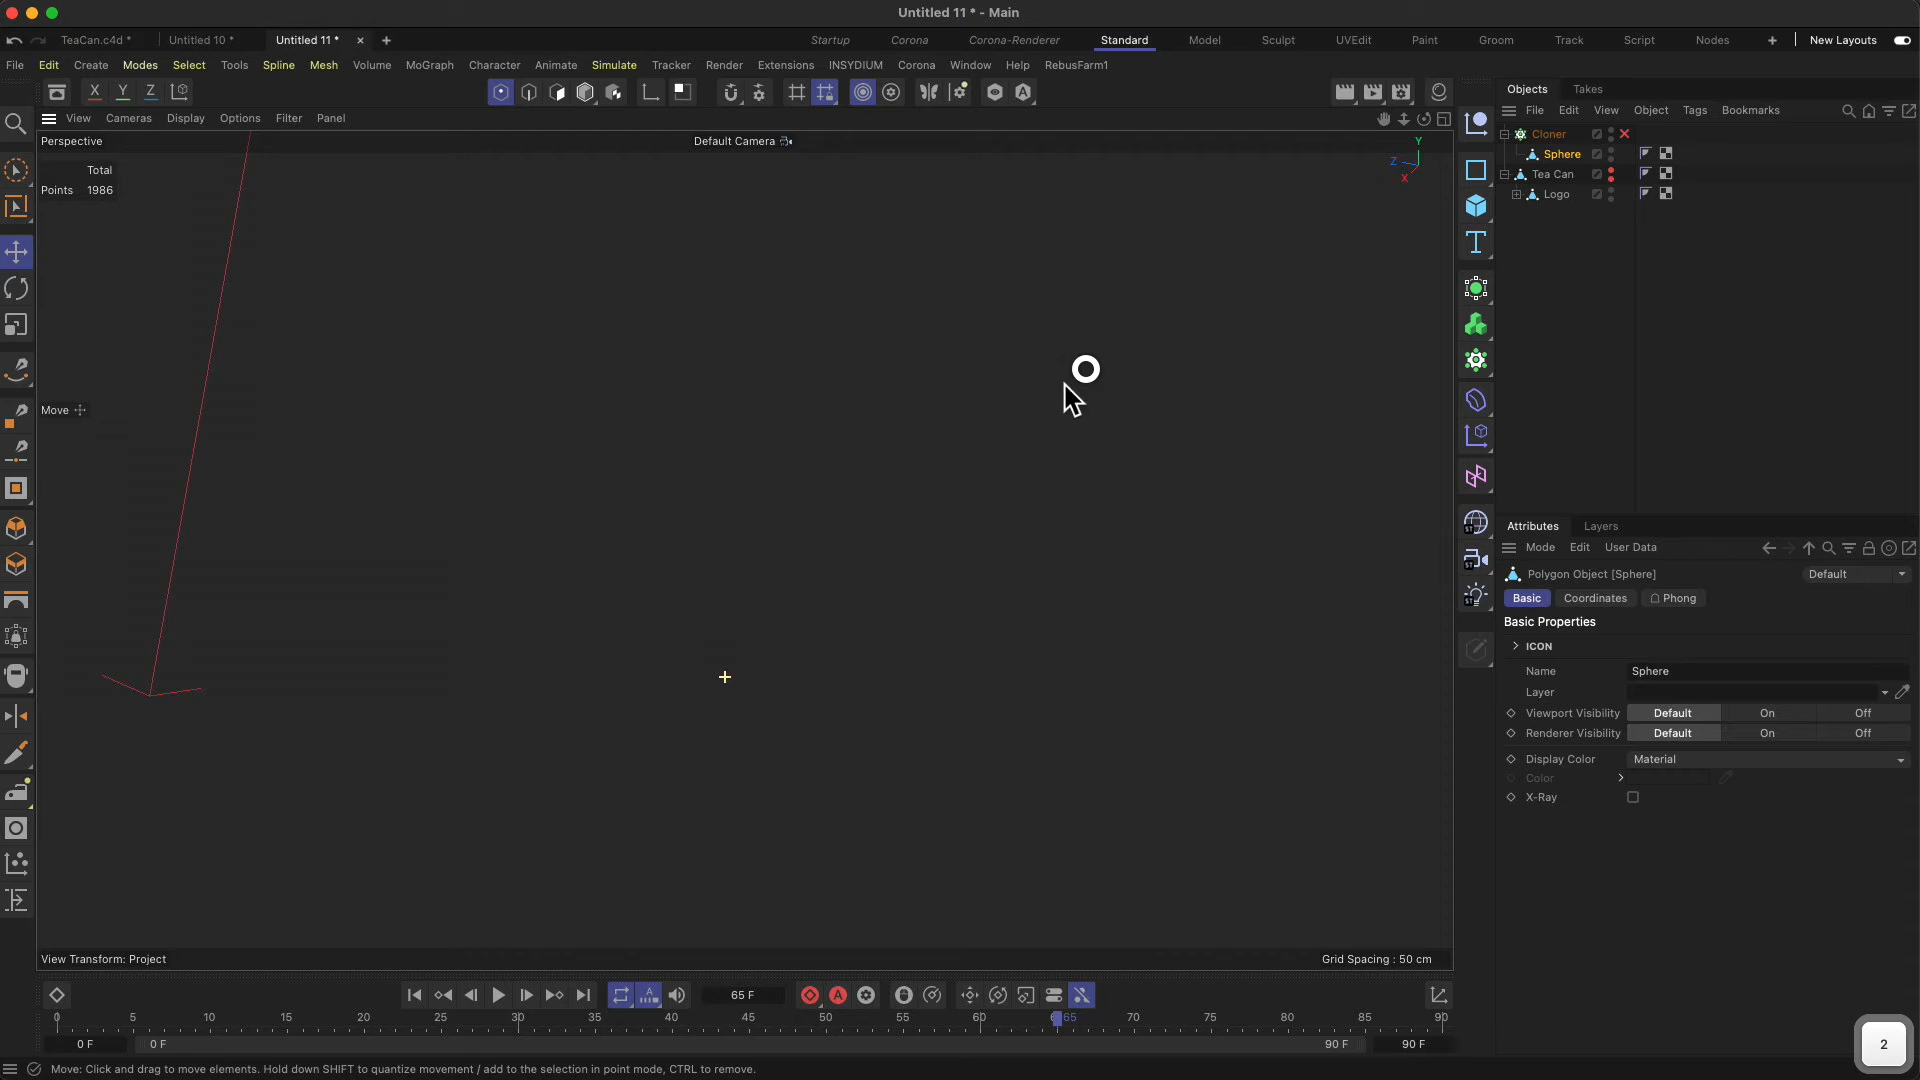 Untitled 11 * - Main
TeaCan.c4d * Untitled 10 * Untitled 11 * Startup Corona Corona-Renderer Standard Model Sculpt UVEdit Paint Groom Track Script Nodes New Layouts
File Edit Create Modes Select Tools Spline Mesh Volume MoGraph Character Animate Simulate Tracker Render Extensions INSYDIUM Corona Window Help RebusFarm1
X Y Z
Objects Takes
View Cameras Display Options Filter Panel
File Edit View Object Tags Bookmarks
Perspective
Default Camera
Total
Points 1986
Y
Z
X
Cloner
Sphere
Tea Can
Logo
Move
Attributes Layers
Mode Edit User Data
Polygon Object [Sphere]
Default
Basic Coordinates Phong
Basic Properties
ICON
Name Sphere
Layer
Viewport Visibility Default On Off
Renderer Visibility Default On Off
Display Color Material
Color
X-Ray
View Transform: Project
Grid Spacing : 50 cm
65 F
0 5 10 15 20 25 30 35 40 45 50 55 60 65 70 75 80 85 90
0 F 0 F 90 F 90 F
Move: Click and drag to move elements. Hold down SHIFT to quantize movement / add to the selection in point mode, CTRL to remove.
2